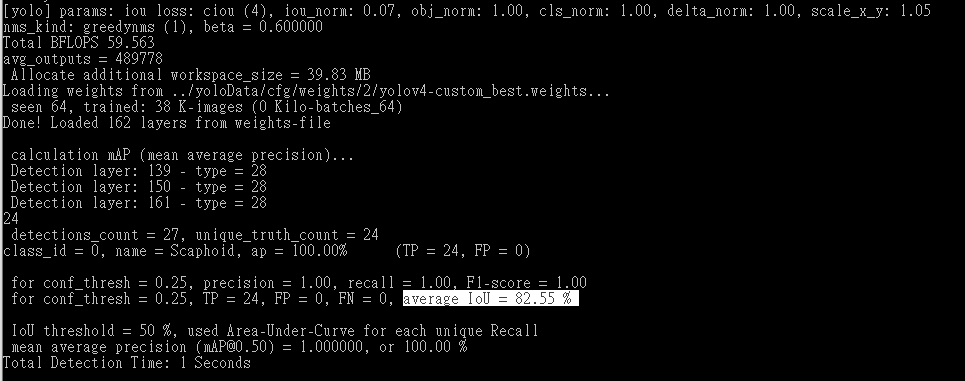 [yolo] params: iou loss: ciou (4), iou_norm: 0.07, obj_norm: 1.00, cls_norm: 1.00, delta_norm: 1.00, scale_x_y: 1.05
nms_kind: greedynms (1), beta = 0.600000
Total BFLOPS 59.563
avg_outputs = 489778
Allocate additional workspace_size = 39.83 MB
Loading weights from ../yoloData/cfg/weights/2/yolov4-custom_best.weights...
seen 64, trained: 38 K-images (0 Kilo-batches_64)
Done! Loaded 162 layers from weights-file
calculation mAP (mean average precision)...
Detection layer: 139 - type = 28
Detection layer: 150 - type = 28
Detection layer: 161 - type = 28
24
detections_count = 27, unique_truth_count = 24
class_id = 0, name = Scaphoid, ap = 100.00% (TP = 24, FP = 0)
for conf_thresh = 0.25, precision = 1.00, recall = 1.00, F1-score = 1.00
for conf_thresh = 0.25, TP = 24, FP = 0, FN = 0, average IoU = 82.55 %
IoU threshold = 50 %, used Area-Under-Curve for each unique Recall
mean average precision (mAP@0.50) = 1.000000, or 100.00 %
Total Detection Time: 1 Seconds